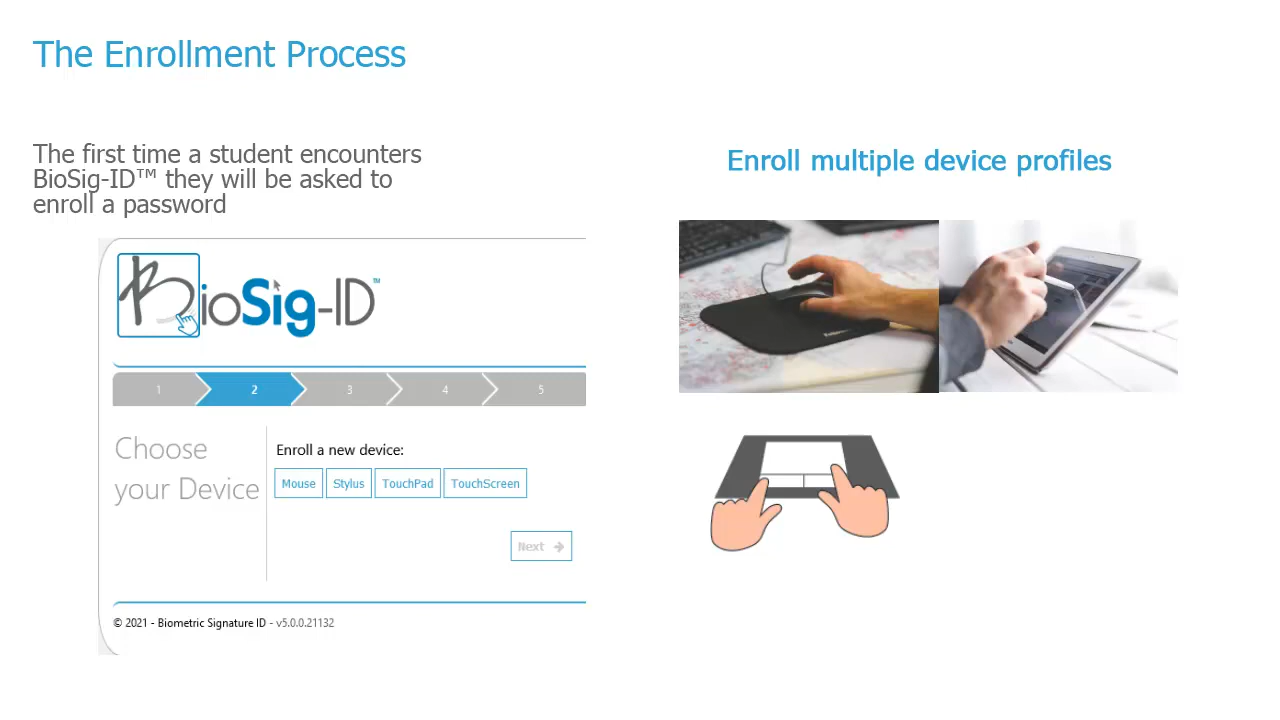 The Enrollment Process
The first time a student encounters
BioSig-ID™ they will be asked to
enroll a password
BioSig-ID™
1 2 3 4 5
Choose
your Device
Enroll a new device:
Mouse Stylus TouchPad TouchScreen
Next
© 2021 - Biometric Signature ID - v5.0.0.21132
Enroll multiple device profiles